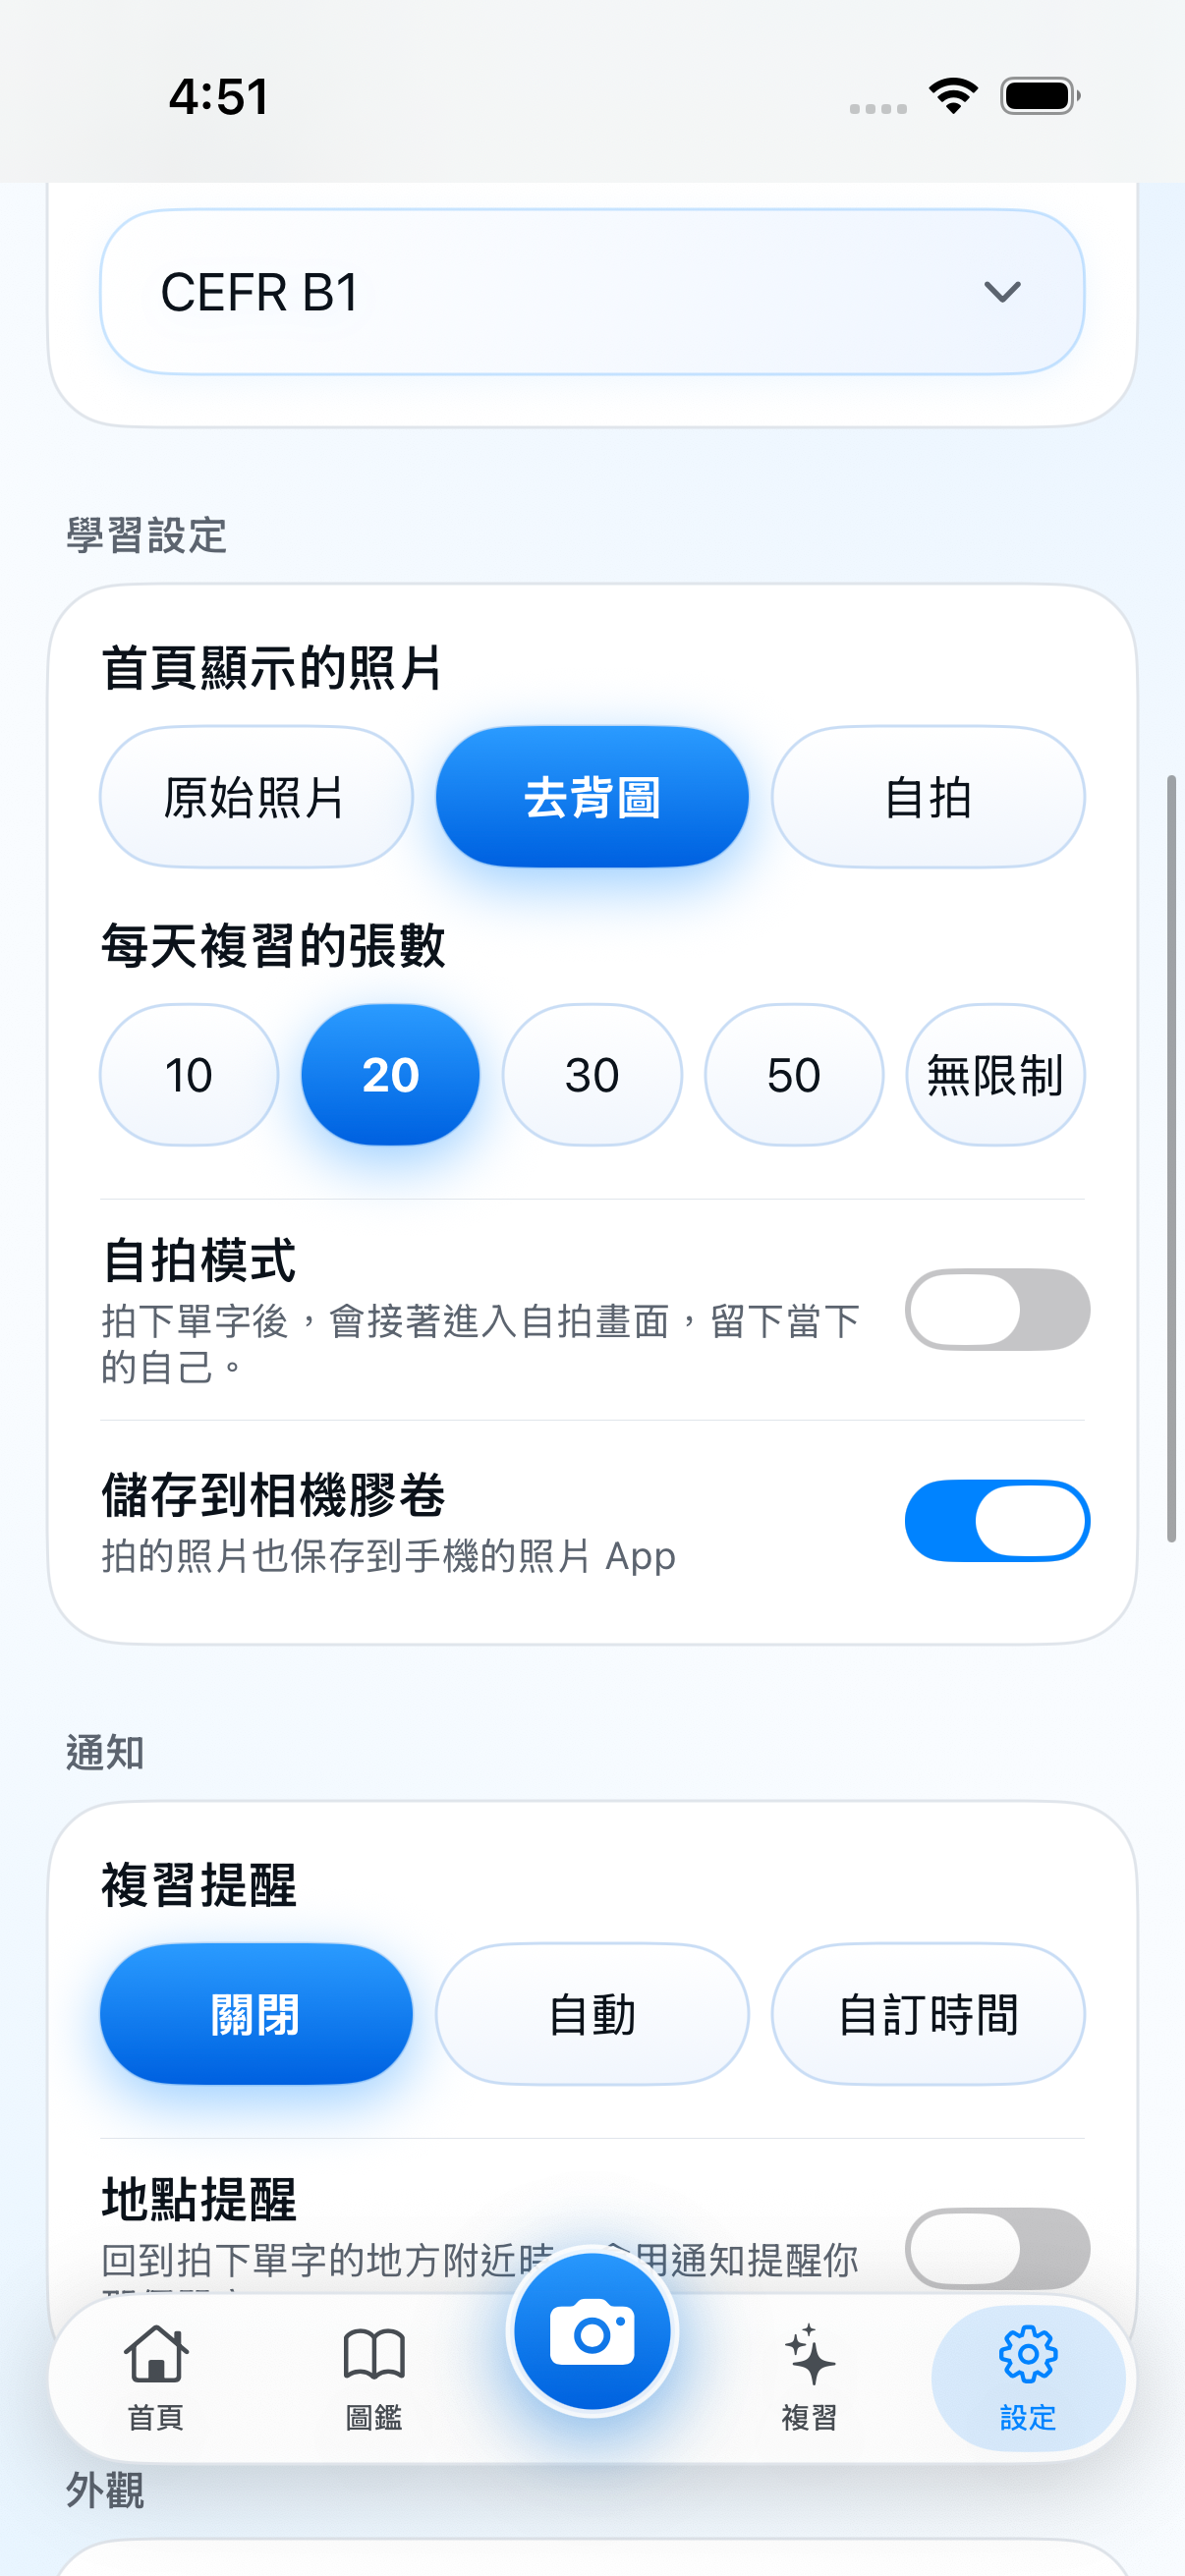 4:51
CEFR B1
學習設定
首頁顯示的照片
原始照片
去背圖
自拍
每天複習的張數
10
20
30
50
無限制
自拍模式
拍下單字後，會接著進入自拍畫面，留下當下
的自己。
儲存到相機膠卷
拍的照片也保存到手機的照片 App
通知
複習提醒
關閉
自動
自訂時間
地點提醒
回到拍下單字的地方附近時 用通知提醒你
首頁
圖鑑
複習
設定
外觀